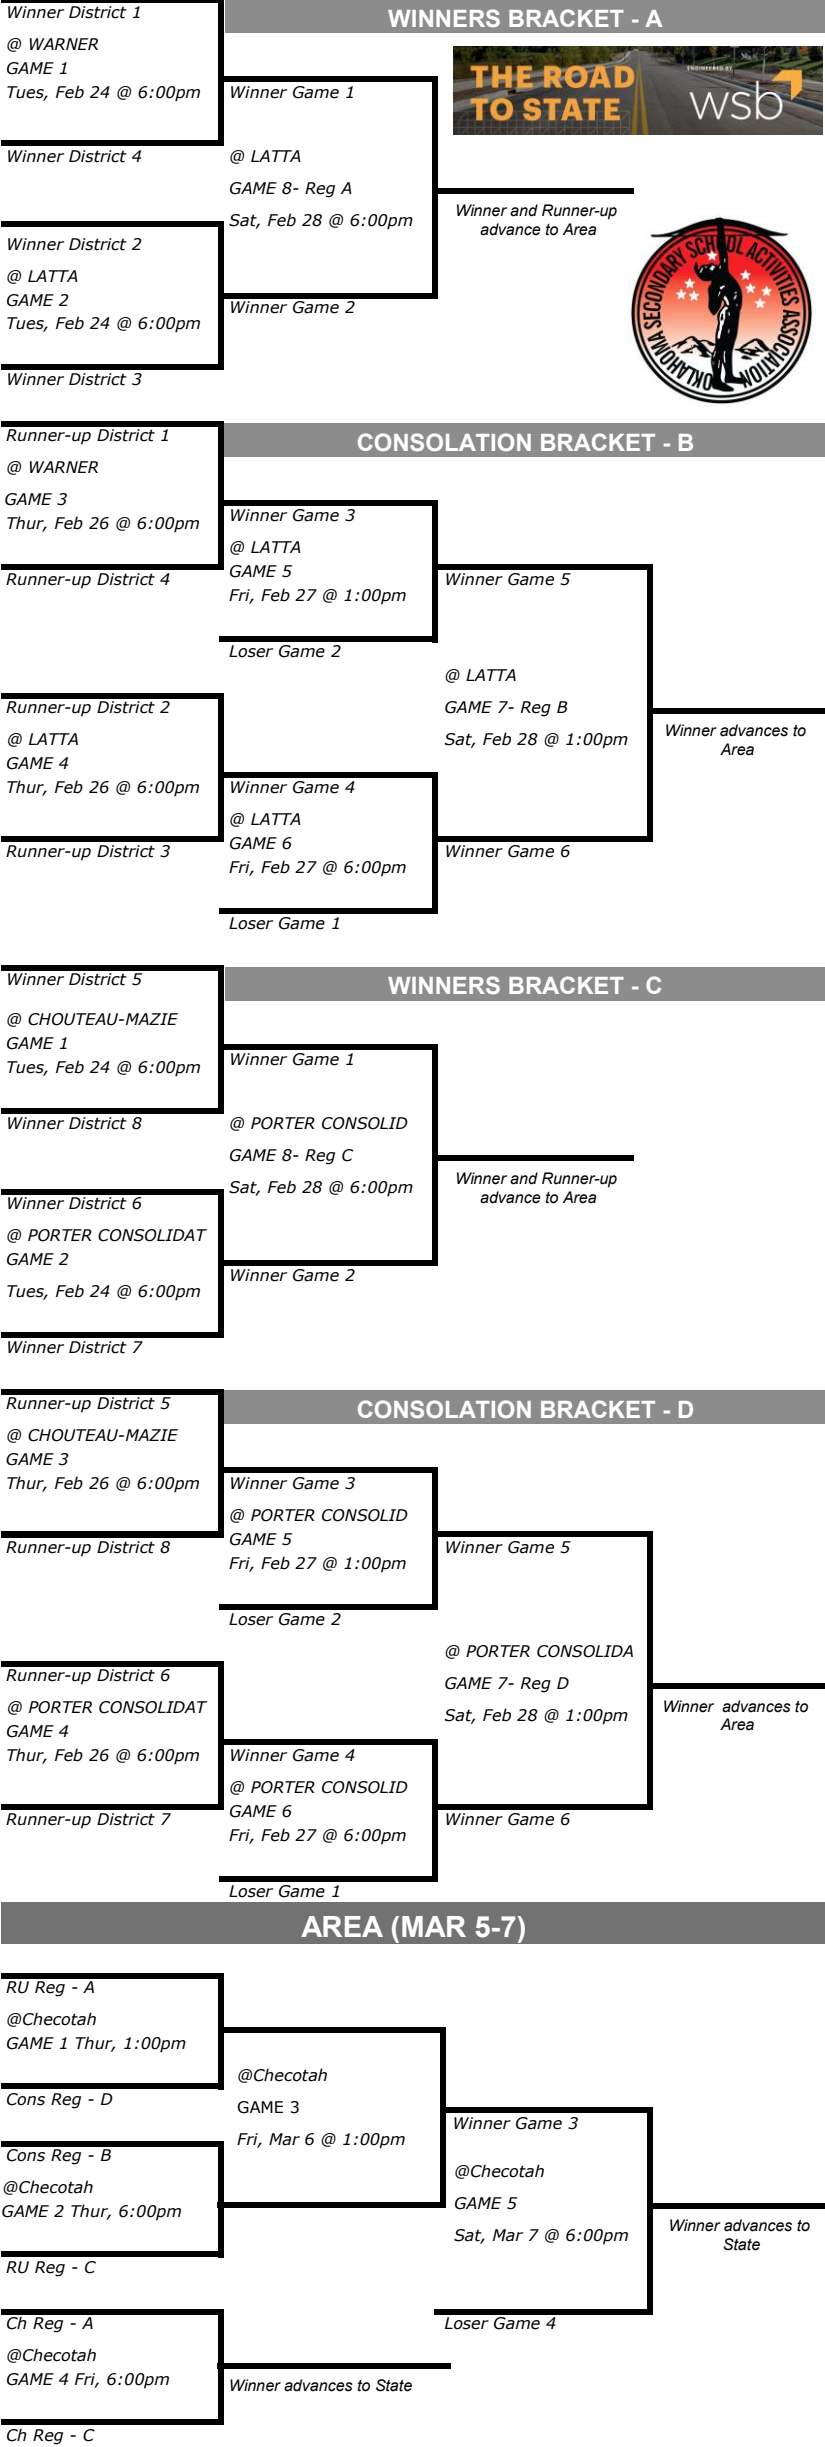 Winner District 1
WINNERS BRACKET - A
@ WARNER
GAME 1
Tues, Feb 24 @ 6:00pm
THE ROAD
TO STATE
ENGINEERED BY
wsb
Winner Game 1
Winner District 4
@ LATTA
GAME 8- Reg A
Sat, Feb 28 @ 6:00pm
Winner and Runner-up
advance to Area
OKLAHOMA SECONDARY SCHOOL ACTIVITIES ASSOCIATION
Winner District 2
@ LATTA
GAME 2
Tues, Feb 24 @ 6:00pm
Winner Game 2
Winner District 3
Runner-up District 1
CONSOLATION BRACKET - B
@ WARNER
GAME 3
Thur, Feb 26 @ 6:00pm
Winner Game 3
@ LATTA
GAME 5
Fri, Feb 27 @ 1:00pm
Runner-up District 4
Winner Game 5
Loser Game 2
@ LATTA
GAME 7- Reg B
Sat, Feb 28 @ 1:00pm
Winner advances to
Area
Runner-up District 2
@ LATTA
GAME 4
Thur, Feb 26 @ 6:00pm
Winner Game 4
@ LATTA
GAME 6
Fri, Feb 27 @ 6:00pm
Runner-up District 3
Winner Game 6
Loser Game 1
Winner District 5
WINNERS BRACKET - C
@ CHOUTEAU-MAZIE
GAME 1
Tues, Feb 24 @ 6:00pm
Winner Game 1
Winner District 8
@ PORTER CONSOLID
GAME 8- Reg C
Sat, Feb 28 @ 6:00pm
Winner and Runner-up
advance to Area
Winner District 6
@ PORTER CONSOLIDAT
GAME 2
Tues, Feb 24 @ 6:00pm
Winner Game 2
Winner District 7
Runner-up District 5
CONSOLATION BRACKET - D
@ CHOUTEAU-MAZIE
GAME 3
Thur, Feb 26 @ 6:00pm
Winner Game 3
@ PORTER CONSOLID
GAME 5
Fri, Feb 27 @ 1:00pm
Runner-up District 8
Winner Game 5
Loser Game 2
@ PORTER CONSOLIDA
GAME 7- Reg D
Sat, Feb 28 @ 1:00pm
Winner  advances to
Area
Runner-up District 6
@ PORTER CONSOLIDAT
GAME 4
Thur, Feb 26 @ 6:00pm
Winner Game 4
@ PORTER CONSOLID
GAME 6
Fri, Feb 27 @ 6:00pm
Runner-up District 7
Winner Game 6
Loser Game 1
AREA (MAR 5-7)
RU Reg - A
@Checotah
GAME 1 Thur, 1:00pm
Cons Reg - D
@Checotah
GAME 3
Fri, Mar 6 @ 1:00pm
Cons Reg - B
@Checotah
GAME 2 Thur, 6:00pm
RU Reg - C
Winner Game 3
@Checotah
GAME 5
Sat, Mar 7 @ 6:00pm
Winner advances to
State
Ch Reg - A
Loser Game 4
@Checotah
GAME 4 Fri, 6:00pm
Winner advances to State
Ch Reg - C